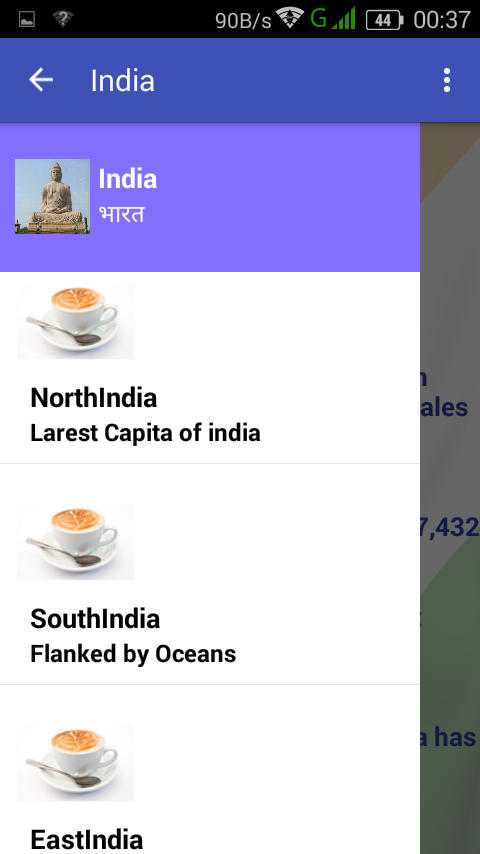 90B/s G 44 00:37
India
India
भारत
NorthIndia
Larest Capita of india
ales
SouthIndia
Flanked by Oceans
7,432
a has
EastIndia